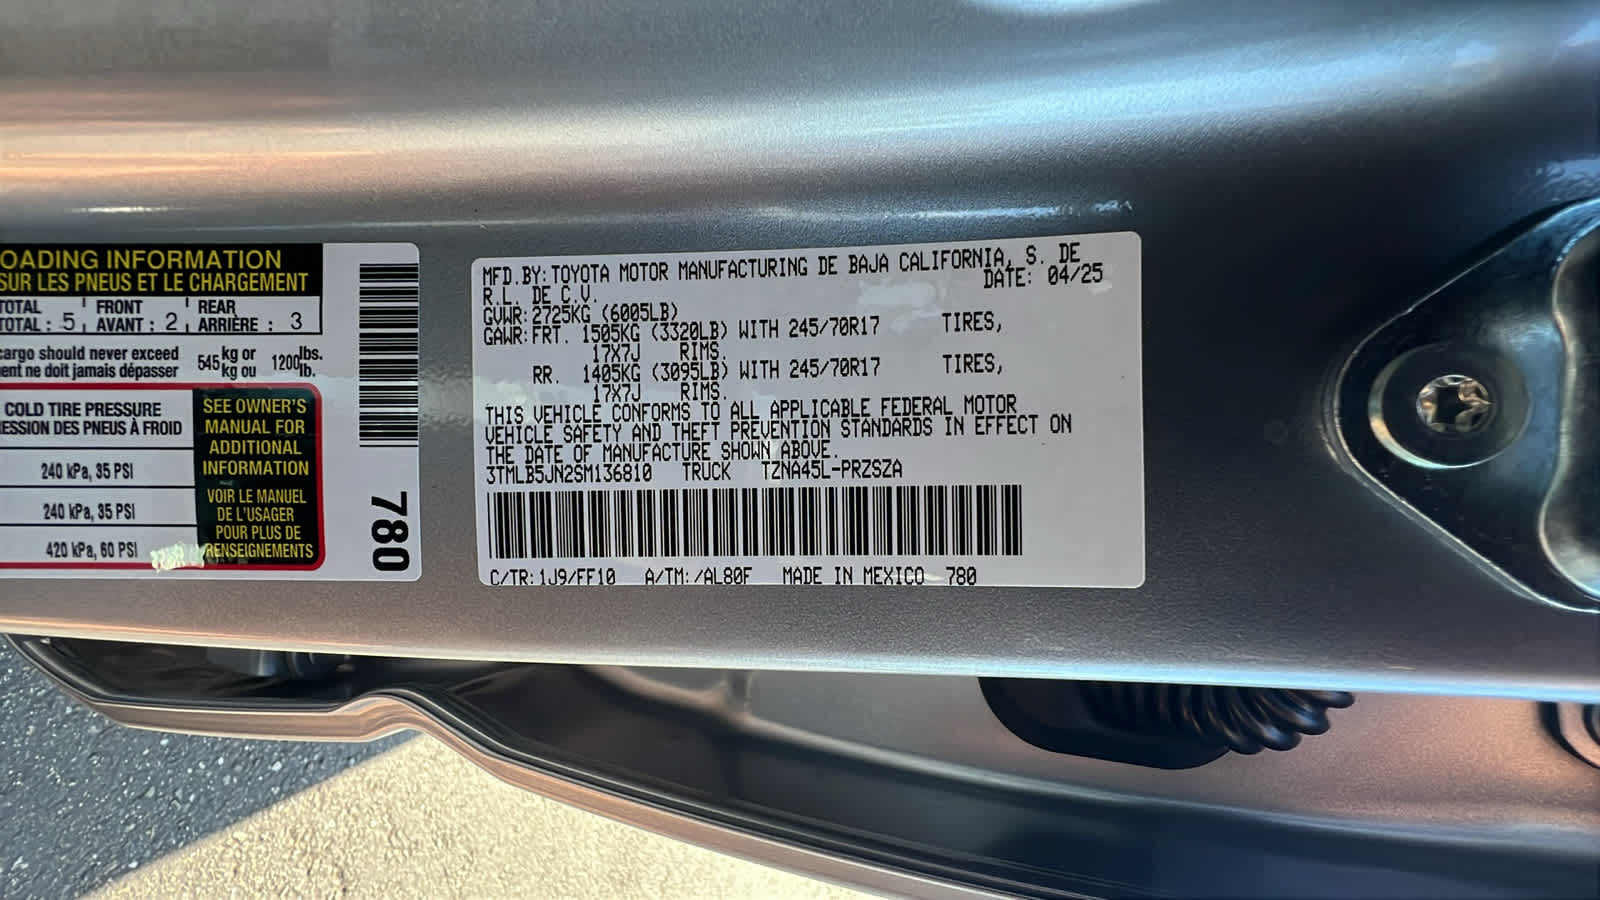 OADING INFORMATION
SUR LES PNEUS ET LE CHARGEMENT
TOTAL FRONT REAR
TOTAL : 5 AVANT : 2 ARRIÈRE : 3
cargo should never exceed 545 kg or 1200 lbs.
ent ne doit jamais dépasser kg ou lb.
COLD TIRE PRESSURE
RESSION DES PNEUS À FROID
240 kPa, 35 PSI
240 kPa, 35 PSI
420 kPa, 60 PSI
SEE OWNER'S
MANUAL FOR
ADDITIONAL
INFORMATION
VOIR LE MANUEL
DE L'USAGER
POUR PLUS DE
RENSEIGNEMENTS
780
MFD. BY: TOYOTA MOTOR MANUFACTURING DE BAJA CALIFORNIA, S. DE
R.L. DE C.V. DATE: 04/25
GVWR: 2725KG (6005LB)
GAWR: FRT. 1505KG (3320LB) WITH 245/70R17 TIRES,
17X7J RIMS.
RR. 1405KG (3095LB) WITH 245/70R17 TIRES,
17X7J RIMS.
THIS VEHICLE CONFORMS TO ALL APPLICABLE FEDERAL MOTOR
VEHICLE SAFETY AND THEFT PREVENTION STANDARDS IN EFFECT ON
THE DATE OF MANUFACTURE SHOWN ABOVE.
3TMLB5JN2SM136810 TRUCK TZNA45L-PRZSZA
C/TR: 1J9/FF10 A/TM: /AL80F MADE IN MEXICO 780